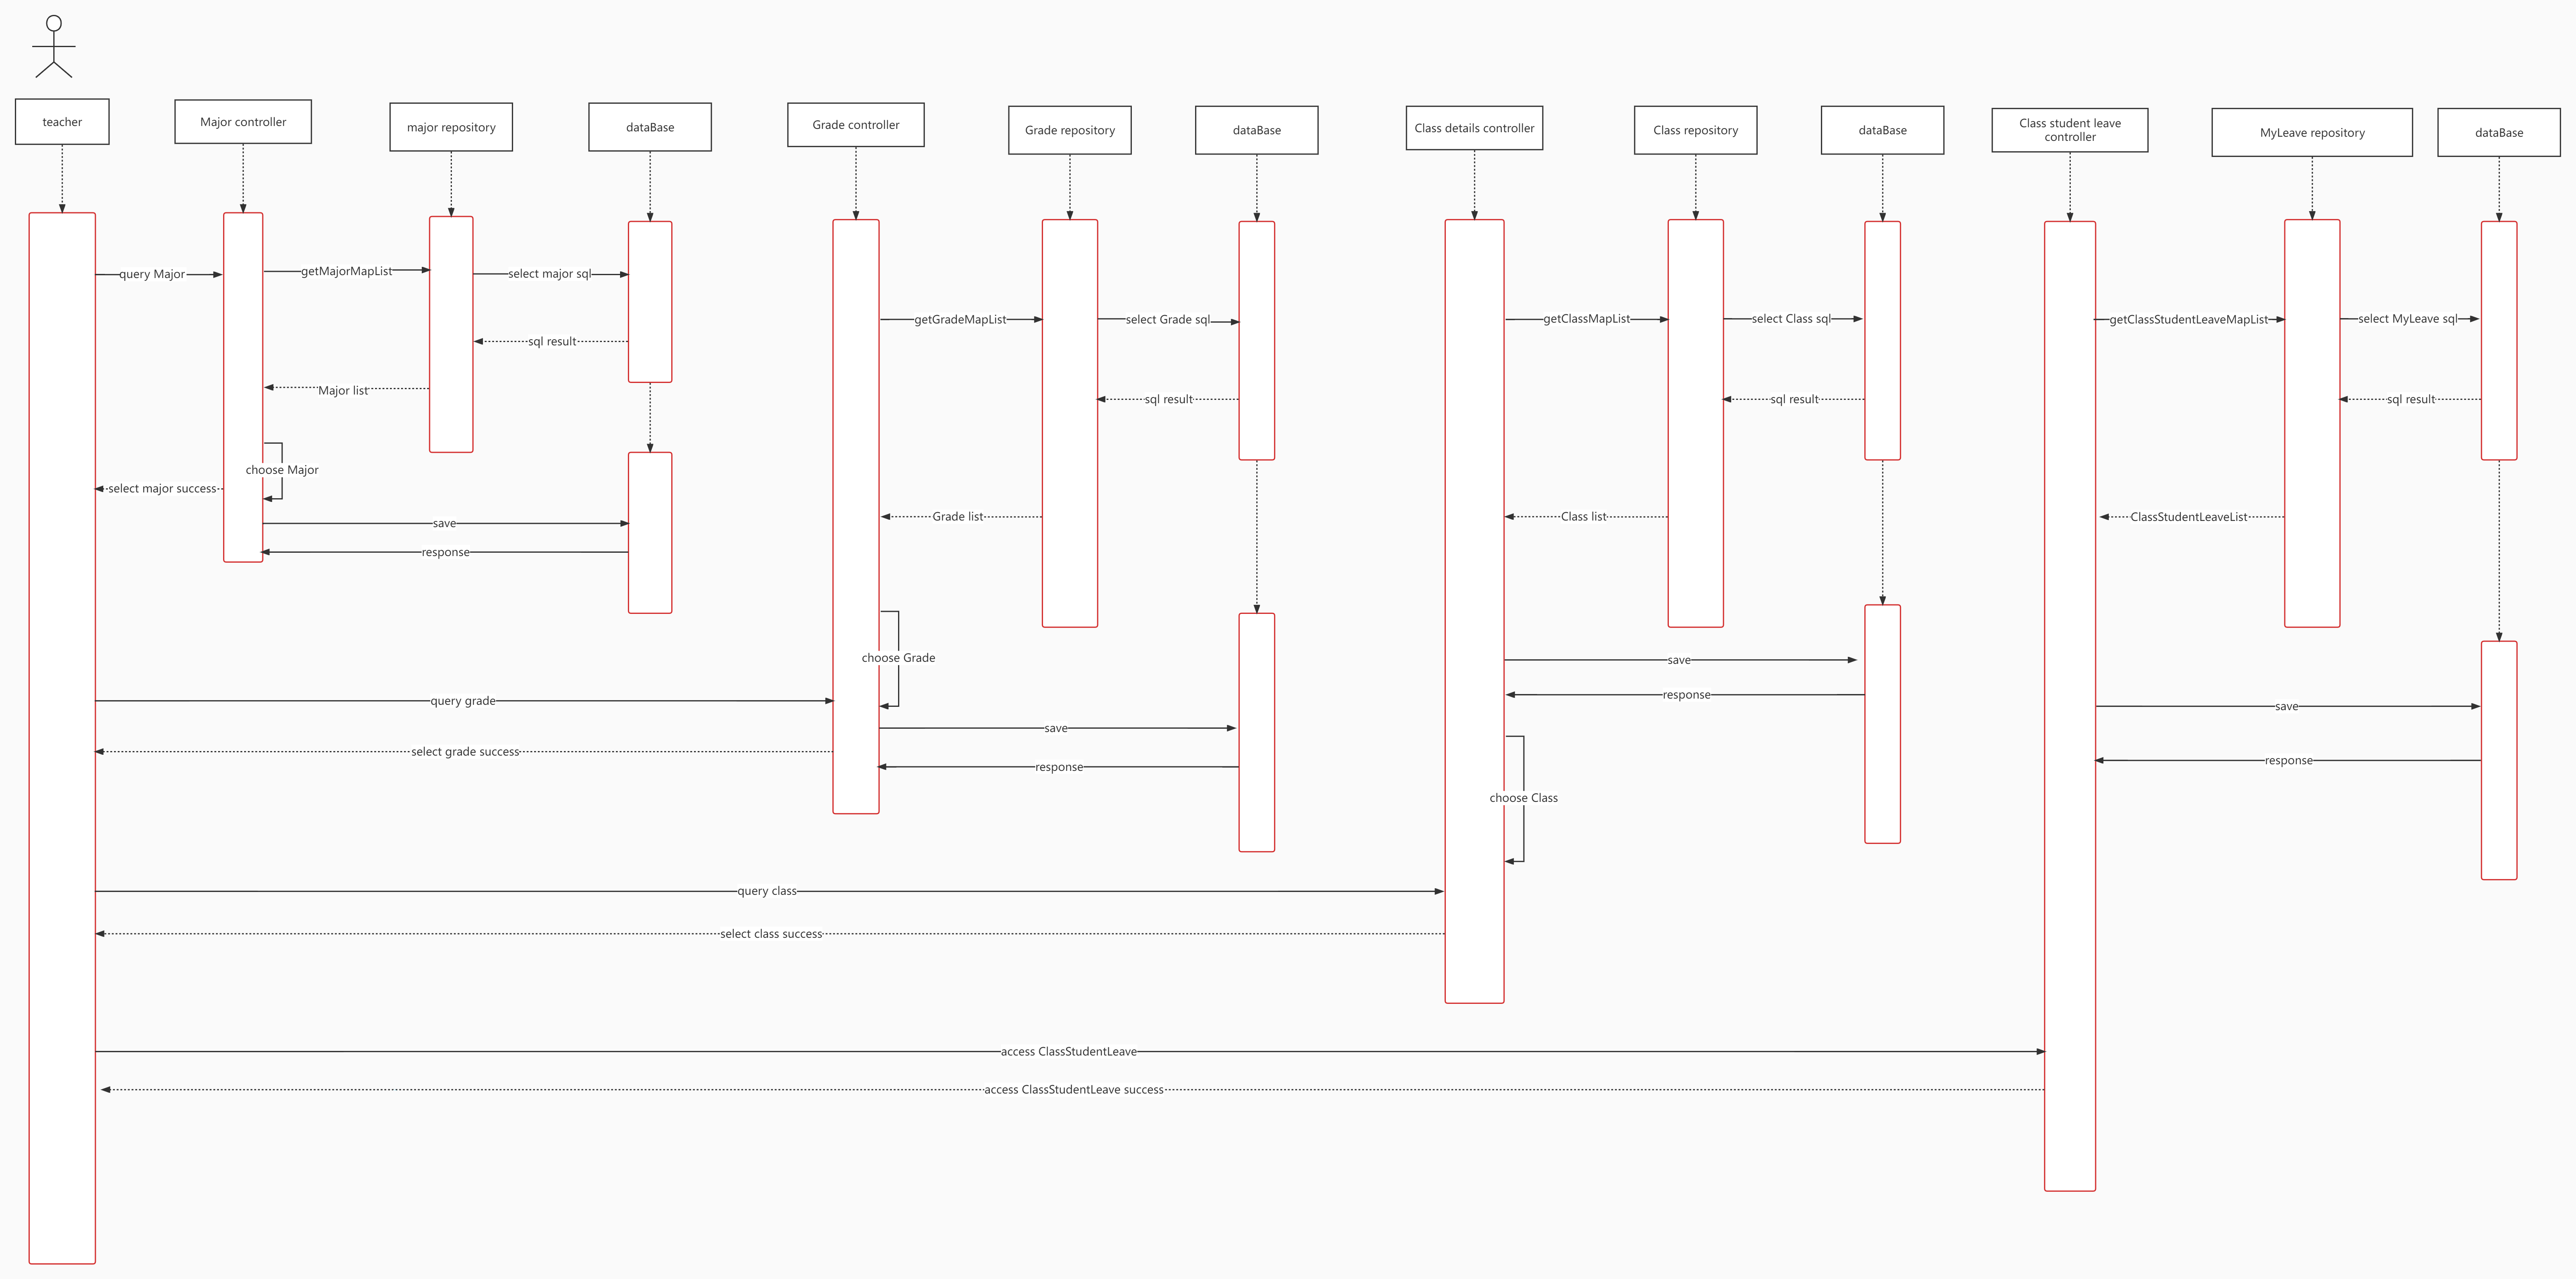 teacher
Major controller
major repository
dataBase
Grade controller
Grade repository
dataBase
Class details controller
Class repository
dataBase
Class student leave
controller
MyLeave repository
dataBase
query Major
getMajorMapList
select major sql
getGradeMapList
select Grade sql
getClassMapList
select Class sql
getClassStudentLeaveMapList
select MyLeave sql
sql result
Major list
sql result
sql result
sql result
choose Major
select major success
save
response
Grade list
Class list
ClassStudentLeaveList
choose Grade
save
response
query grade
save
save
select grade success
response
response
choose Class
query class
select class success
access ClassStudentLeave
access ClassStudentLeave success